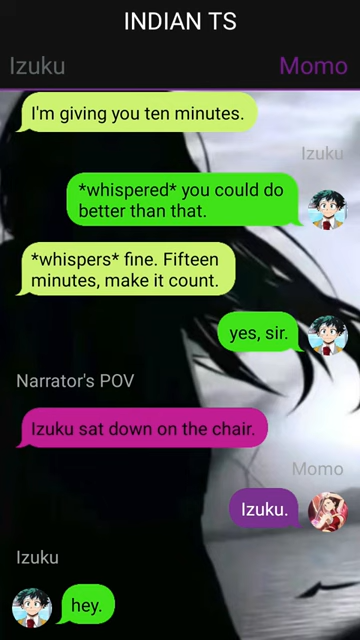 INDIAN TS
Izuku Momo
I'm giving you ten minutes.
Izuku
*whispered* you could do
better than that.
*whispers* fine. Fifteen
minutes, make it count.
yes, sir.
Narrator's POV
Izuku sat down on the chair.
Momo
Izuku.
Izuku
hey.